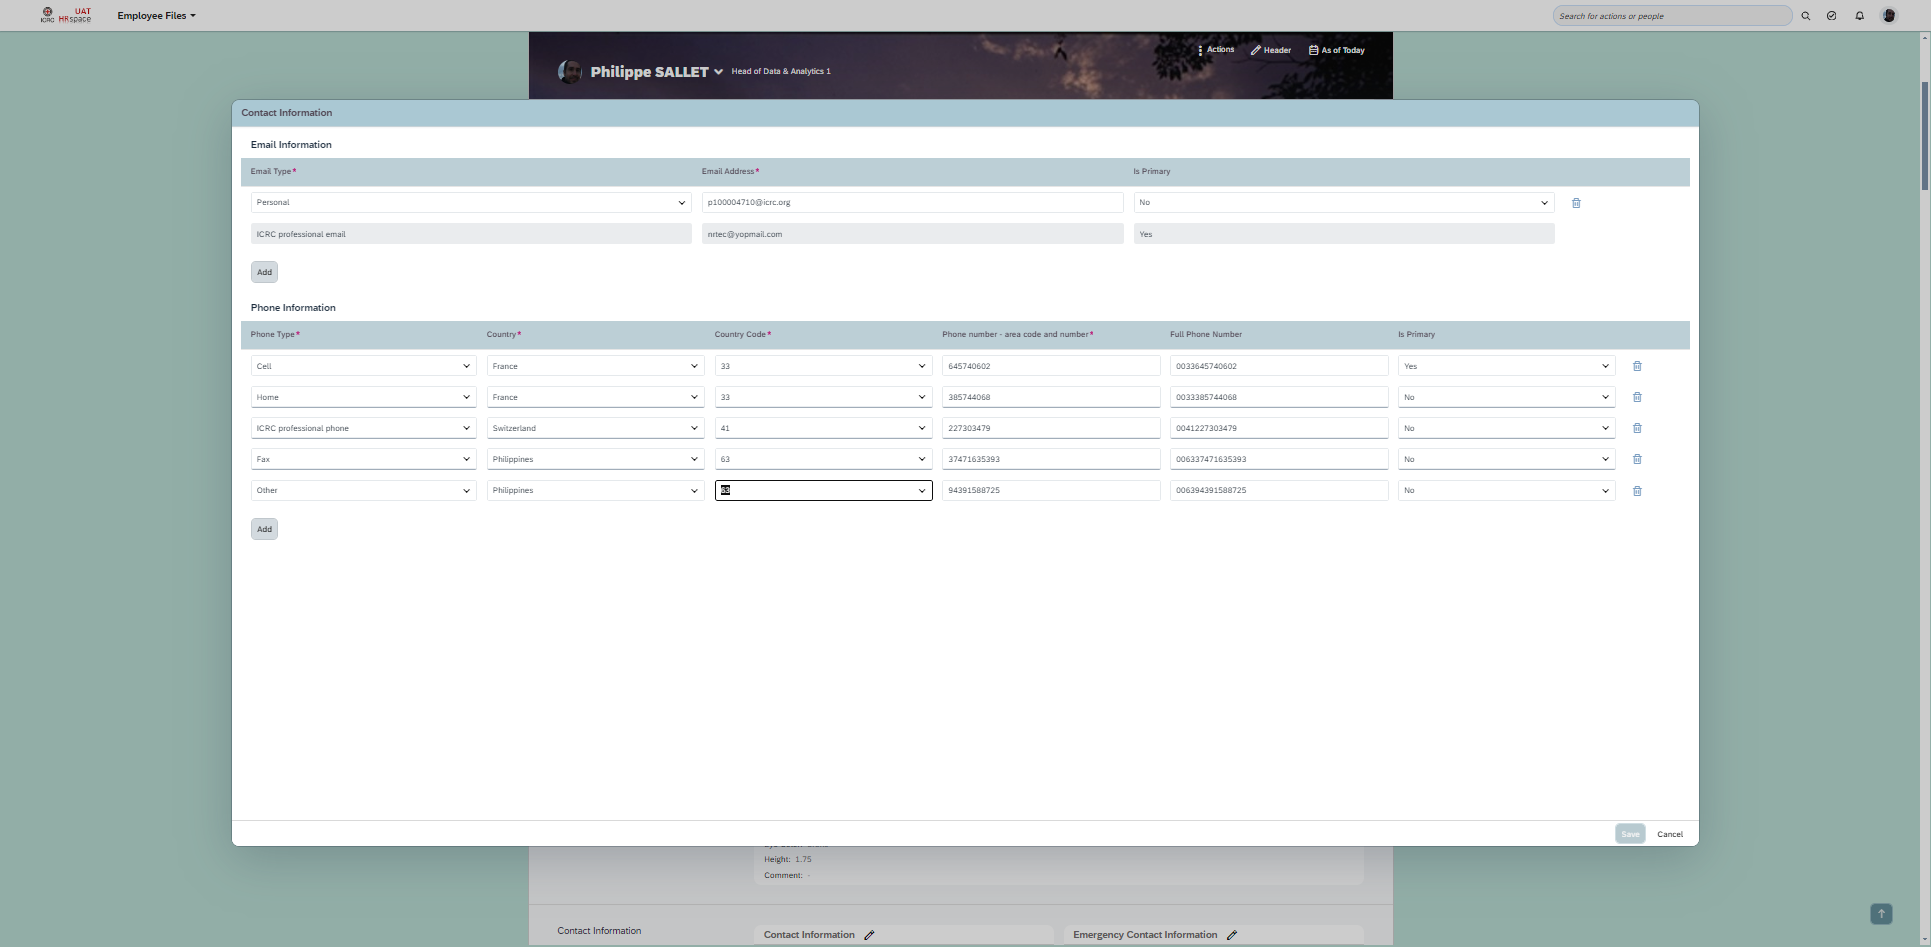 ICRC UAT HRspace Employee Files Search for actions or people
Actions Header As of Today
Philippe SALLET Head of Data & Analytics 1
Contact Information
Email Information
Email Type* Email Address* Is Primary
Personal p100004710@icrc.org No
ICRC professional email nrtec@yopmail.com Yes
Add
Phone Information
Phone Type* Country* Country Code* Phone number - area code and number* Full Phone Number Is Primary
Cell France 33 645740602 0033645740602 Yes
Home France 33 385744068 0033385744068 No
ICRC professional phone Switzerland 41 227303479 0041227303479 No
Fax Philippines 63 37471635393 006337471635393 No
Other Philippines 63 94391588725 006394391588725 No
Add
Save Cancel
Height: 1.75
Comment: -
Contact Information Contact Information Emergency Contact Information